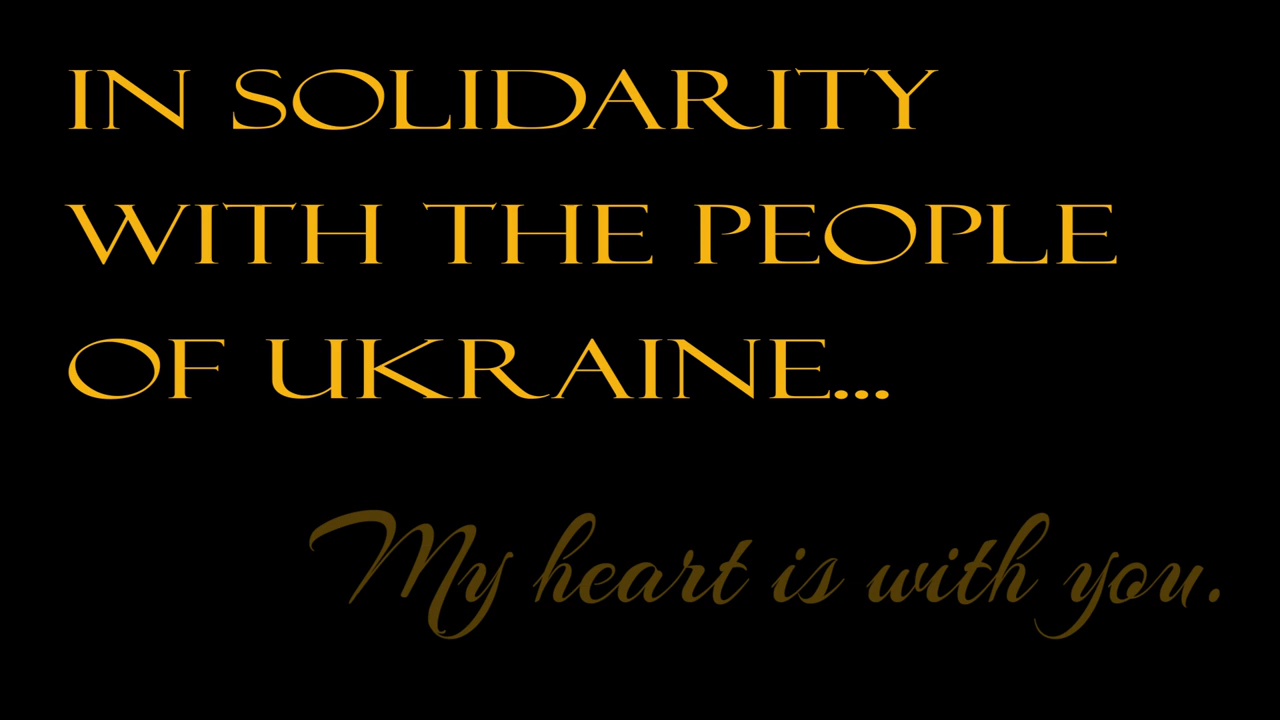 IN SOLIDARITY
WITH THE PEOPLE
OF UKRAINE...
My heart is with you.